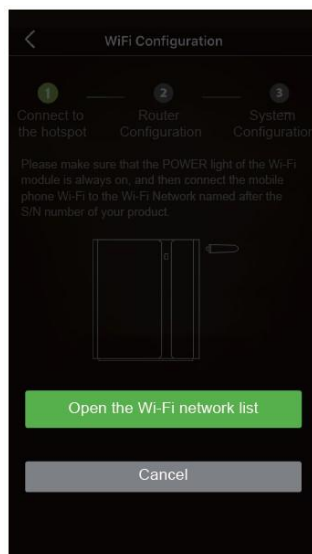 WiFi Configuration
1 2 3
Connect to the hotspot
Router Configuration
System Configuration
Please make sure that the POWER light of the Wi-Fi
module is always on, and then connect the mobile
phone Wi-Fi to the Wi-Fi Network named after the
S/N number of your product.
Open the Wi-Fi network list
Cancel